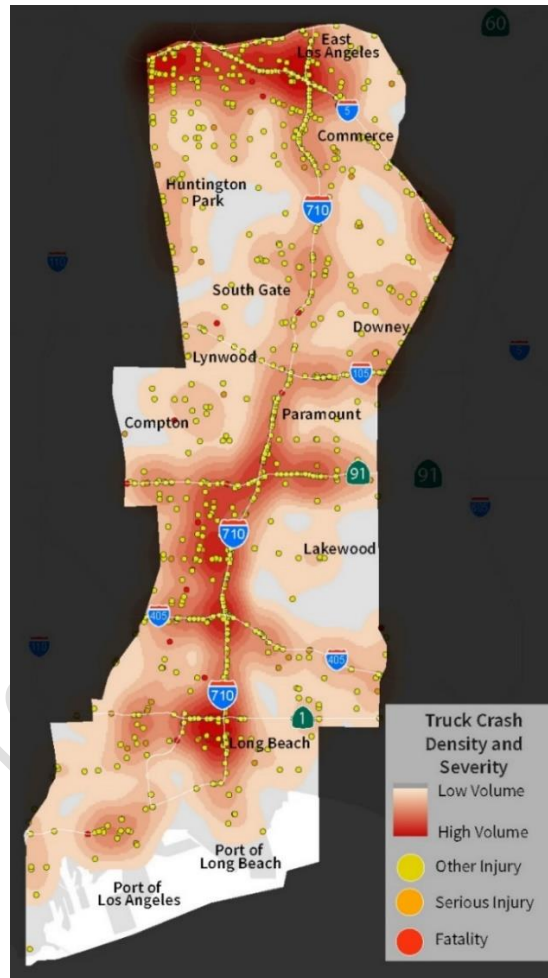 60
East
Los Angeles
5
Commerce
Huntington
Park
710
110
South Gate
5
Downey
Lynwood
105
Compton
Paramount
91
91
710
Lakewood
405
405
710
1
Long Beach
Port of
Long Beach
Port of
Los Angeles
Truck Crash
Density and
Severity
Low Volume
High Volume
Other Injury
Serious Injury
Fatality